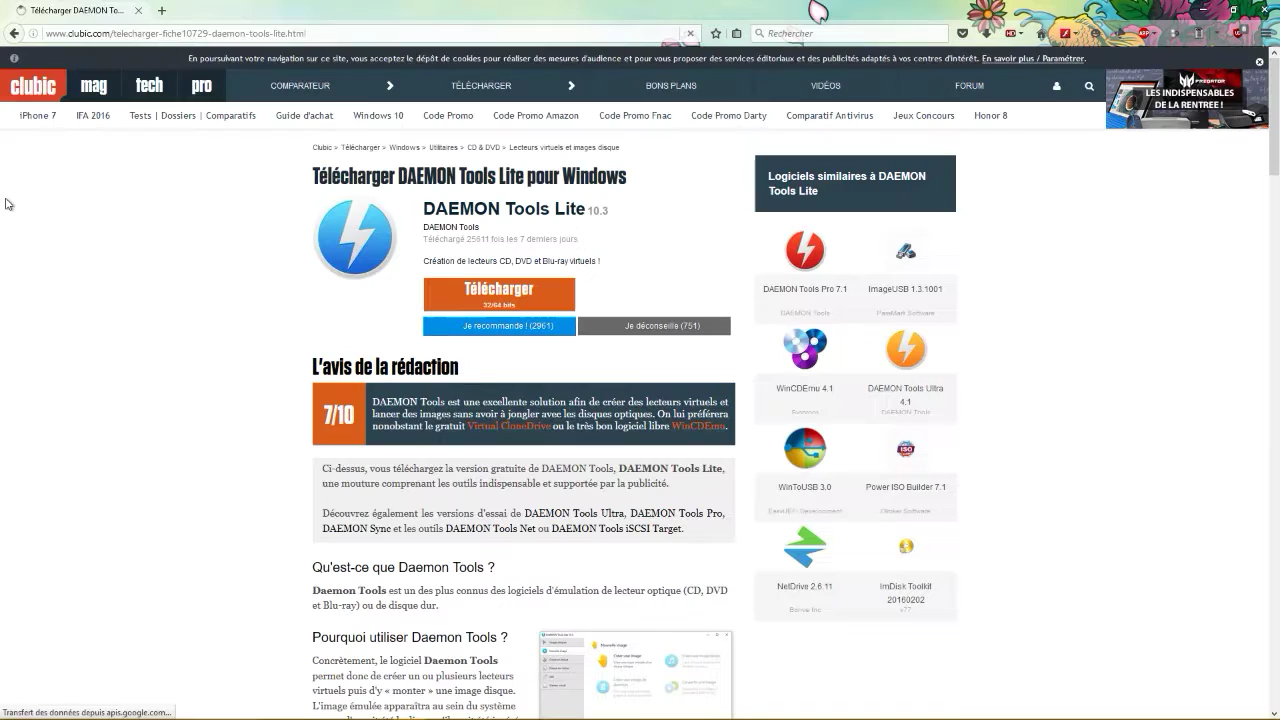 Télécharger DAEMON To...
www.clubic.com/telecharger-fiche10729-daemon-tools-lite.html
Rechercher
En poursuivant votre navigation sur ce site, vous acceptez le dépôt de cookies pour réaliser des mesures d'audience et pour vous proposer des services éditoriaux et des publicités adaptés à vos centres d'intérêt. En savoir plus / Paramétrer.
clubic mag tech pro COMPARATEUR TÉLÉCHARGER BONS PLANS VIDÉOS FORUM
PREDATOR
LES INDISPENSABLES
DE LA RENTREE !
iPhone 7 IFA 2016 Tests | Dossiers | Comparatifs Guide d'achat Windows 10 Code Promo Code Promo Amazon Code Promo Fnac Code Promo Darty Comparatif Antivirus Jeux Concours Honor 8
Clubic > Télécharger > Windows > Utilitaires > CD & DVD > Lecteurs virtuels et images disque
Télécharger DAEMON Tools Lite pour Windows
DAEMON Tools Lite 10.3
DAEMON Tools
Téléchargé 25611 fois les 7 derniers jours
Création de lecteurs CD, DVD et Blu-ray virtuels !
Télécharger
32/64 bits
Je recommande ! (2961) Je déconseille (751)
L'avis de la rédaction
7/10
DAEMON Tools est une excellente solution afin de créer des lecteurs virtuels et
lancer des images sans avoir à jongler avec les disques optiques. On lui préférera
nonobstant le gratuit Virtual CloneDrive ou le très bon logiciel libre WinCDEmu.
Ci-dessus, vous téléchargez la version gratuite de DAEMON Tools, DAEMON Tools Lite,
une mouture comprenant les outils indispensable et supportée par la publicité.
Découvrez également les versions d'essai de DAEMON Tools Ultra, DAEMON Tools Pro,
DAEMON Sync et les outils DAEMON Tools Net ou DAEMON Tools iSCSI Target.
Qu'est-ce que Daemon Tools ?
Daemon Tools est un des plus connus des logiciels d'émulation de lecteur optique (CD, DVD
et Blu-ray) ou de disque dur.
Pourquoi utiliser Daemon Tools ?
Concrètement, le logiciel Daemon Tools
permet donc de créer un ou plusieurs lecteurs
virtuels puis d'y « monter » une image disque.
L'image émulée apparaîtra au sein du système
Logiciels similaires à DAEMON
Tools Lite
DAEMON Tools Pro 7.1
DAEMON Tools
ImageUSB 1.3.1001
PassMark Software
WinCDEmu 4.1
DAEMON Tools Ultra
4.1
DAEMON Tools
WinToUSB 3.0
Power ISO Builder 7.1
NetDrive 2.6.11
ImDisk Toolkit
20160202
v77
Transfert des données depuis apis.google.com...